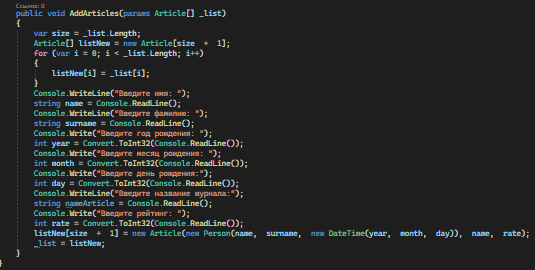 Ссылок: 0
public void AddArticles(params Article[] _list)
{
var size = _list.Length;
Article[] listNew = new Article[size + 1];
for (var i = 0; i < _list.Length; i++)
{
listNew[i] = _list[i];
}
Console.WriteLine("Введите имя: ");
string name = Console.ReadLine();
Console.WriteLine("Введите фамилию: ");
string surname = Console.ReadLine();
Console.Write("Введите год рождения: ");
int year = Convert.ToInt32(Console.ReadLine());
Console.Write("Введите месяц рождения: ");
int month = Convert.ToInt32(Console.ReadLine());
Console.Write("Введите день рождения:");
int day = Convert.ToInt32(Console.ReadLine());
Console.WriteLine("Введите название журнала:");
string nameArticle = Console.ReadLine();
Console.Write("Введите рейтинг: ");
int rate = Convert.ToInt32(Console.ReadLine());
listNew[size + 1] = new Article(new Person(name, surname, new DateTime(year, month, day)), name, rate);
_list = listNew;
}
}